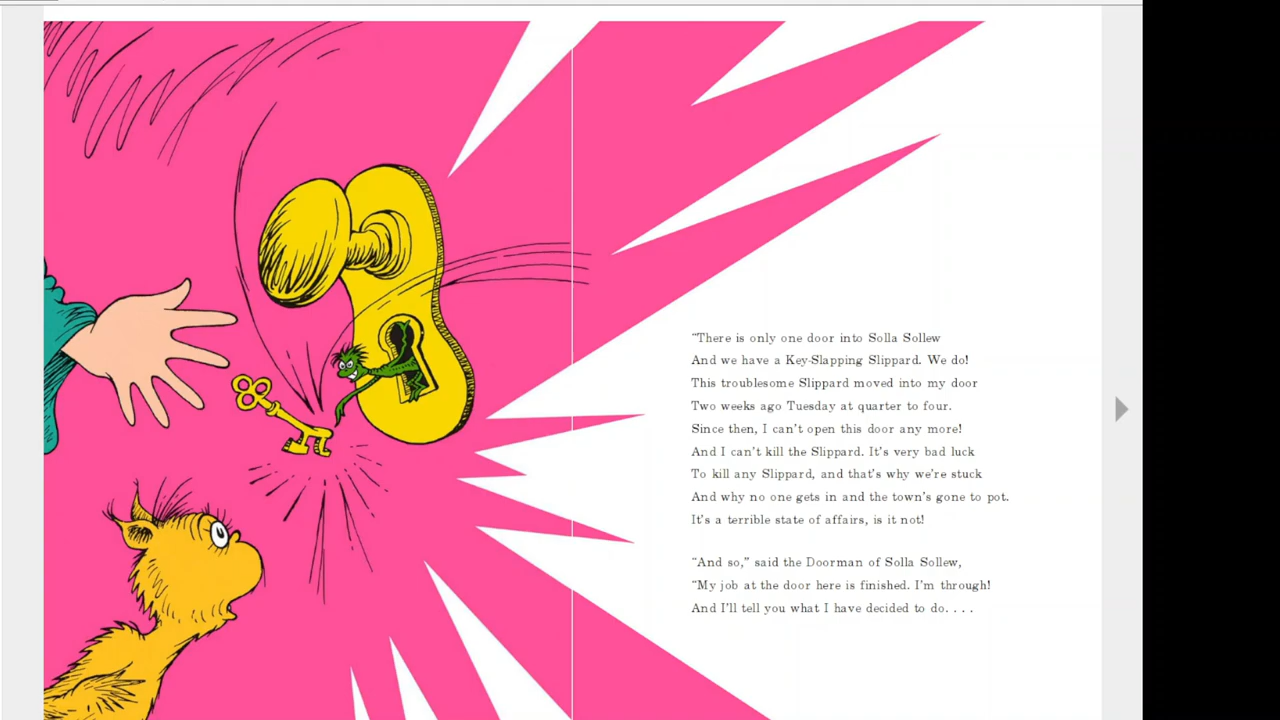 “There is only one door into Solla Sollew
And we have a Key-Slapping Slippard. We do!
This troublesome Slippard moved into my door
Two weeks ago Tuesday at quarter to four.
Since then, I can’t open this door any more!
And I can’t kill the Slippard. It’s very bad luck
To kill any Slippard, and that’s why we’re stuck
And why no one gets in and the town’s gone to pot.
It’s a terrible state of affairs, is it not!
“And so,” said the Doorman of Solla Sollew,
“My job at the door here is finished. I’m through!
And I’ll tell you what I have decided to do. . . .